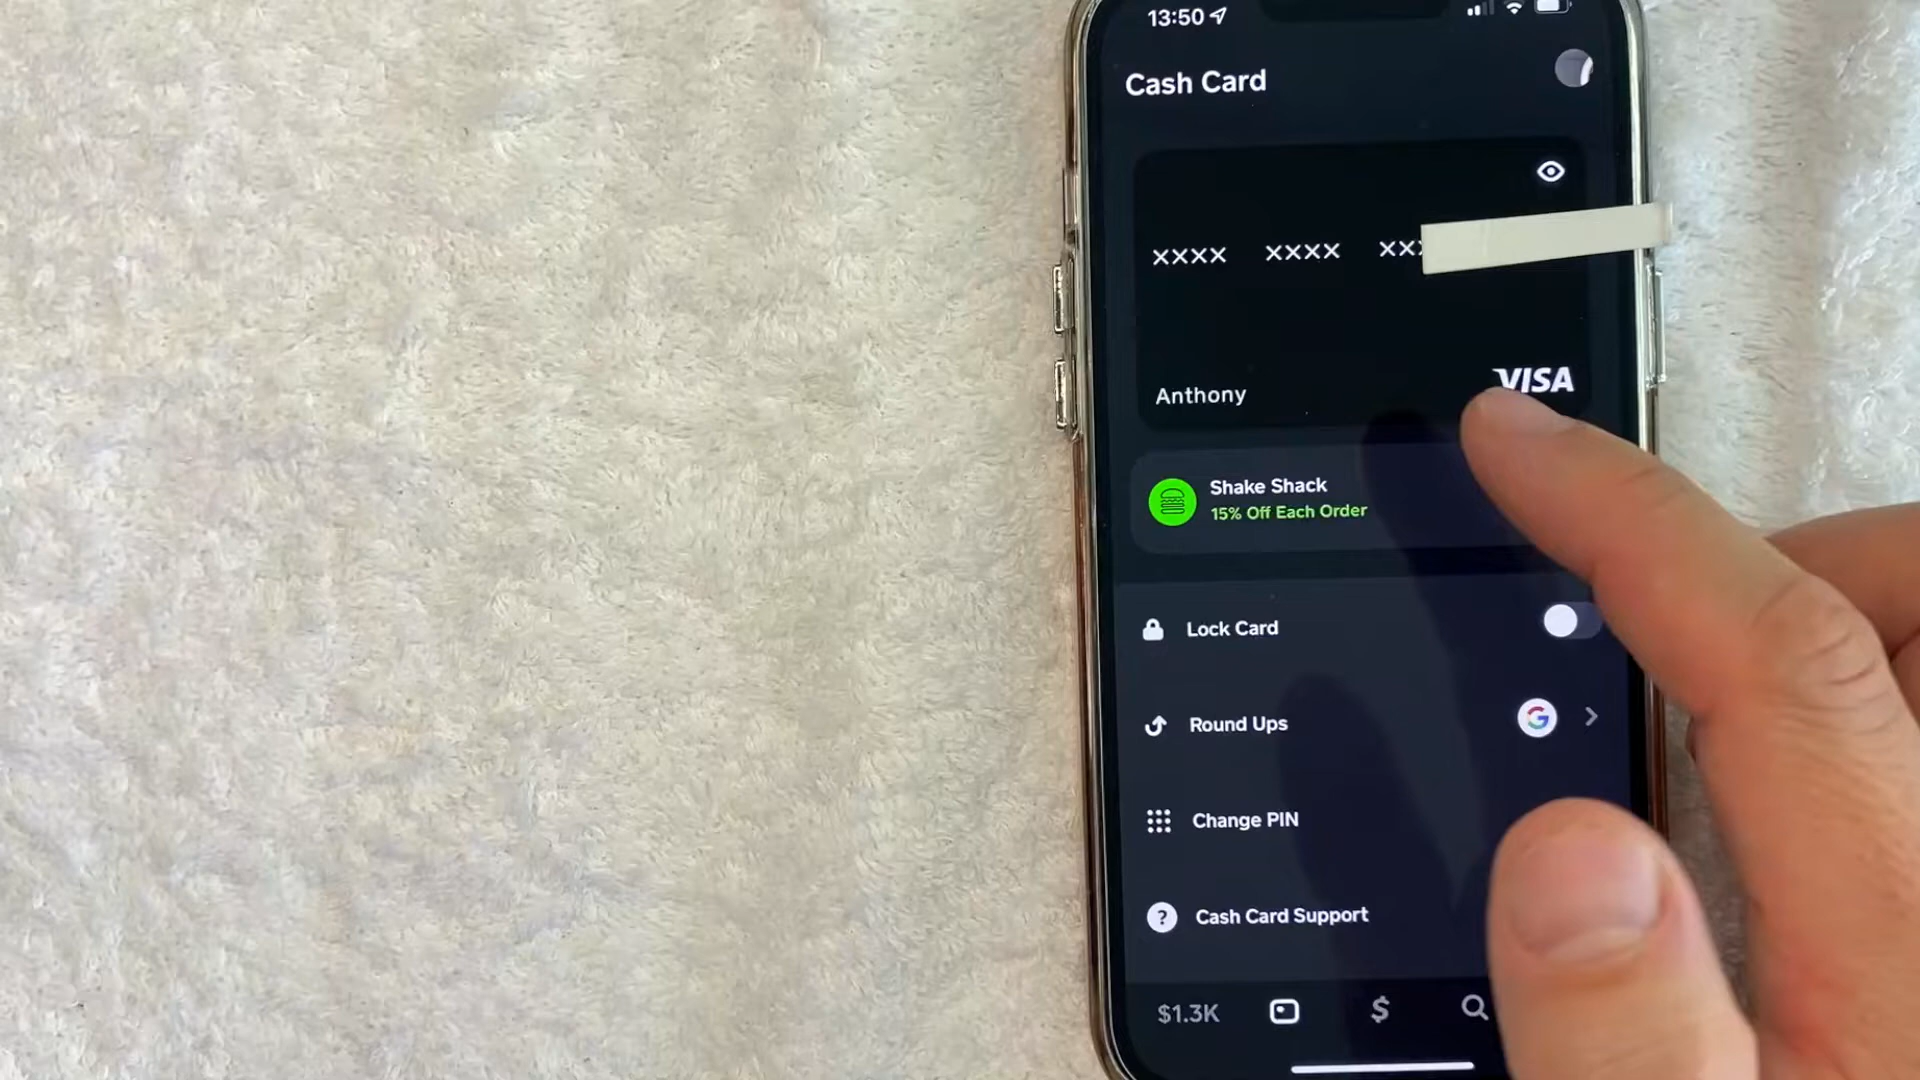 13:50
Cash Card
xxxx xxxx xx
Anthony
VISA
Shake Shack
15% Off Each Order
Lock Card
Round Ups
G
Change PIN
? Cash Card Support
$1.3K $